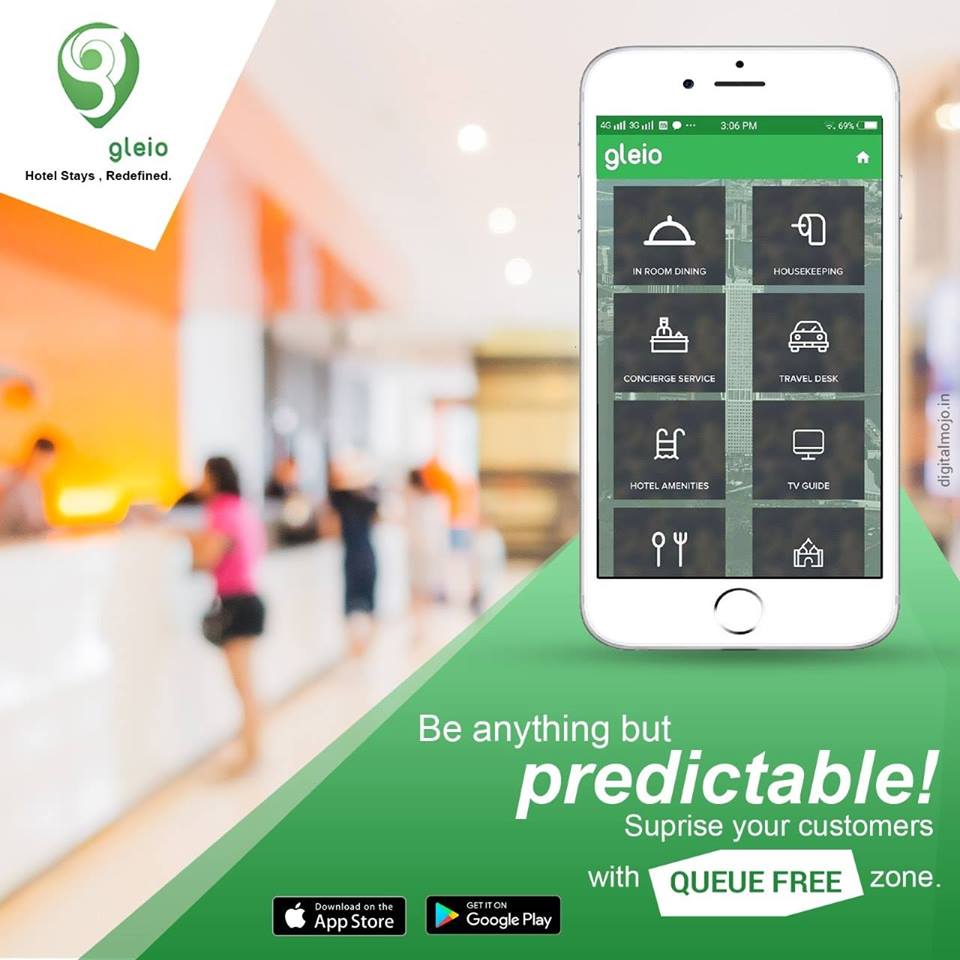 gleio
Hotel Stays , Redefined.
4G 3G 3:06 PM 69%
gleio
IN ROOM DINING
HOUSEKEEPING
CONCIERGE SERVICE
TRAVEL DESK
HOTEL AMENITIES
TV GUIDE
digitalmojo.in
Be anything but
predictable!
Suprise your customers
with QUEUE FREE zone.
Download on the
App Store
GET IT ON
Google Play